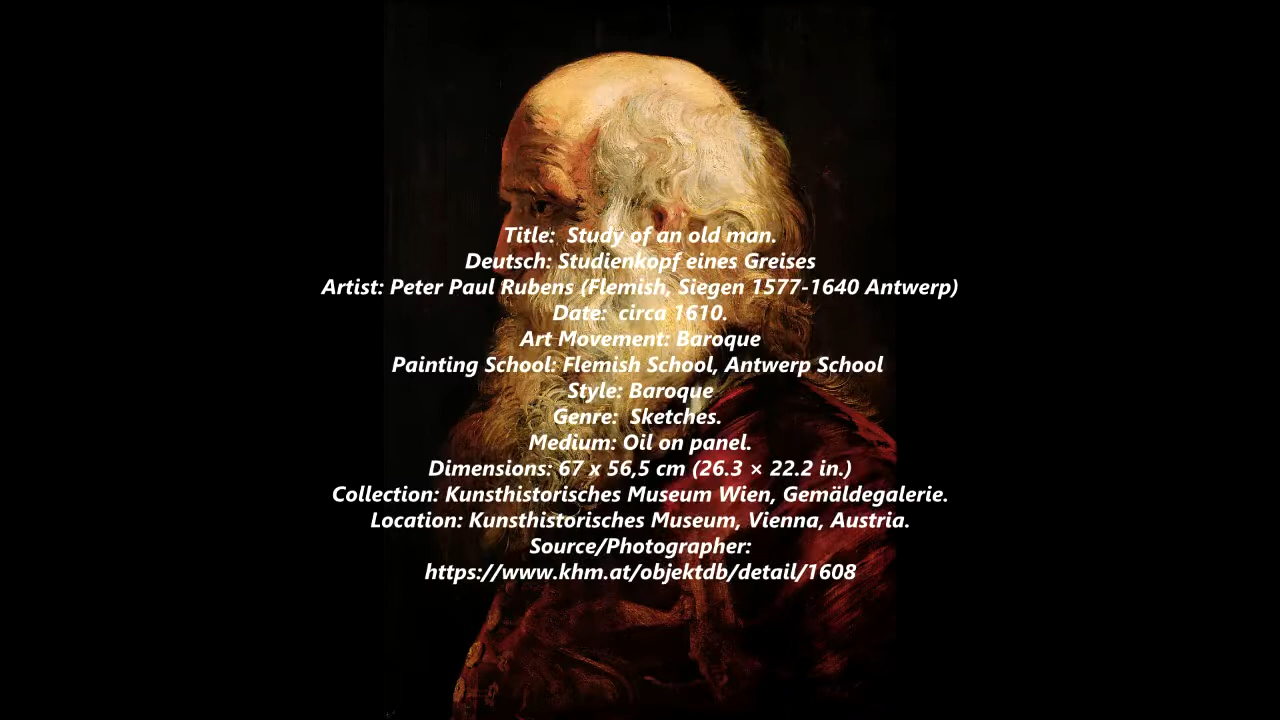 Title:  Study of an old man.
Deutsch: Studienkopf eines Greises
Artist: Peter Paul Rubens (Flemish, Siegen 1577-1640 Antwerp)
Date:  circa 1610.
Art Movement: Baroque
Painting School: Flemish School, Antwerp School
Style: Baroque
Genre:  Sketches.
Medium: Oil on panel.
Dimensions: 67 x 56,5 cm (26.3 × 22.2 in.)
Collection: Kunsthistorisches Museum Wien, Gemäldegalerie.
Location: Kunsthistorisches Museum, Vienna, Austria.
Source/Photographer:
https://www.khm.at/objektdb/detail/1608